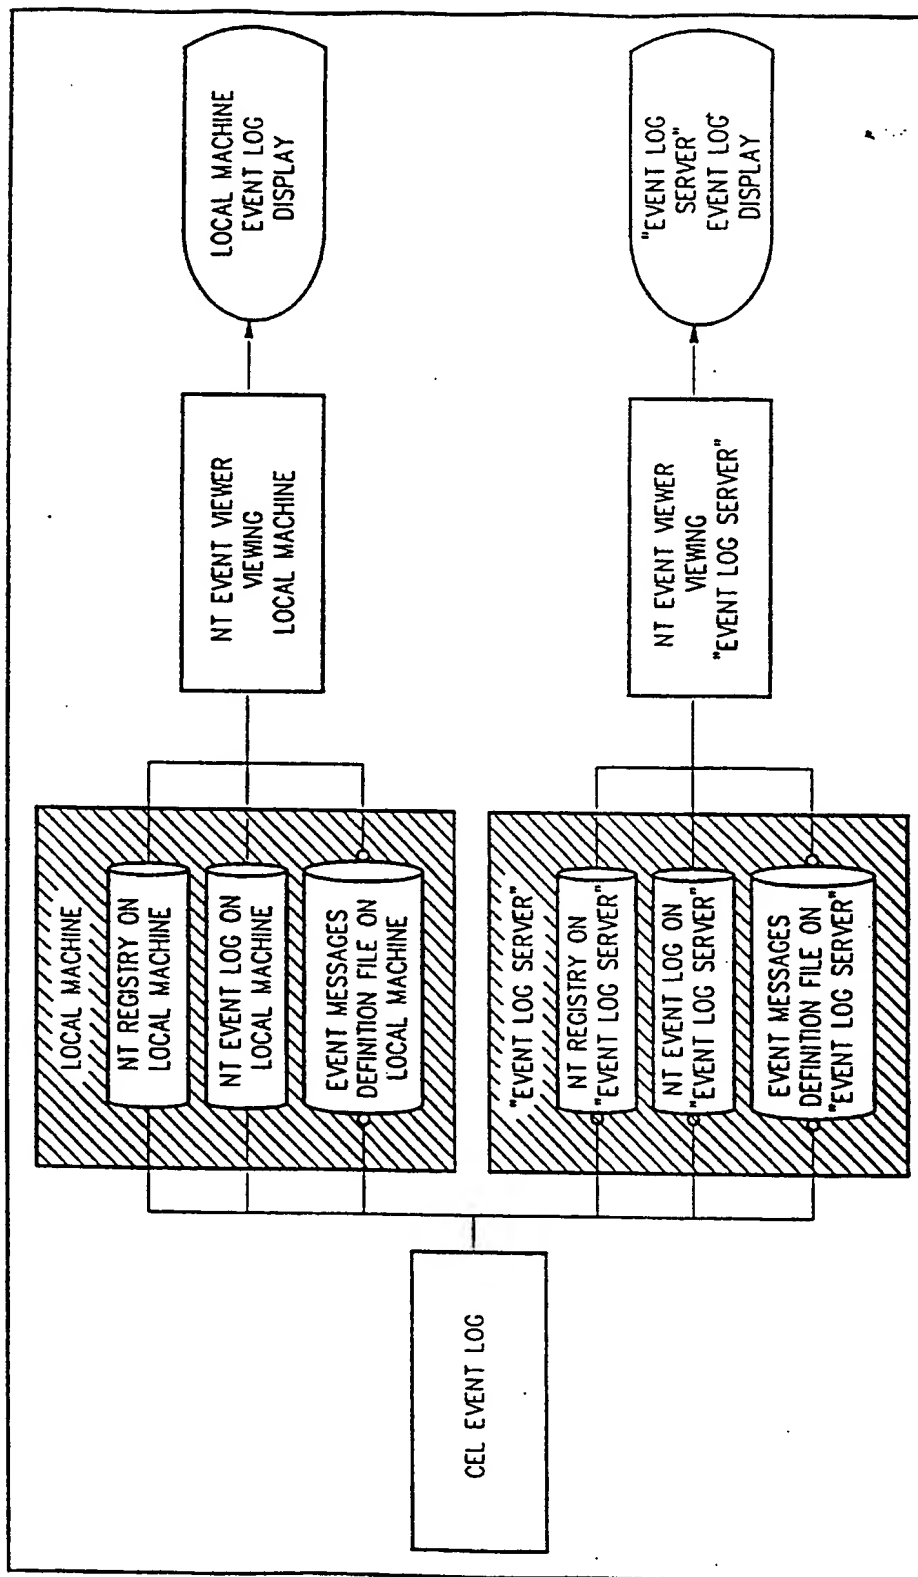 CEL EVENT LOG
LOCAL MACHINE
NT REGISTRY ON
LOCAL MACHINE
NT EVENT LOG ON
LOCAL MACHINE
EVENT MESSAGES
DEFINITION FILE ON
LOCAL MACHINE
"EVENT LOG SERVER"
NT REGISTRY ON
"EVENT LOG SERVER"
NT EVENT LOG ON
"EVENT LOG SERVER"
EVENT MESSAGES
DEFINITION FILE ON
"EVENT LOG SERVER"
NT EVENT VIEWER
VIEWING
LOCAL MACHINE
NT EVENT VIEWER
VIEWING
"EVENT LOG SERVER"
LOCAL MACHINE
EVENT LOG
DISPLAY
"EVENT LOG
SERVER"
EVENT LOG
DISPLAY